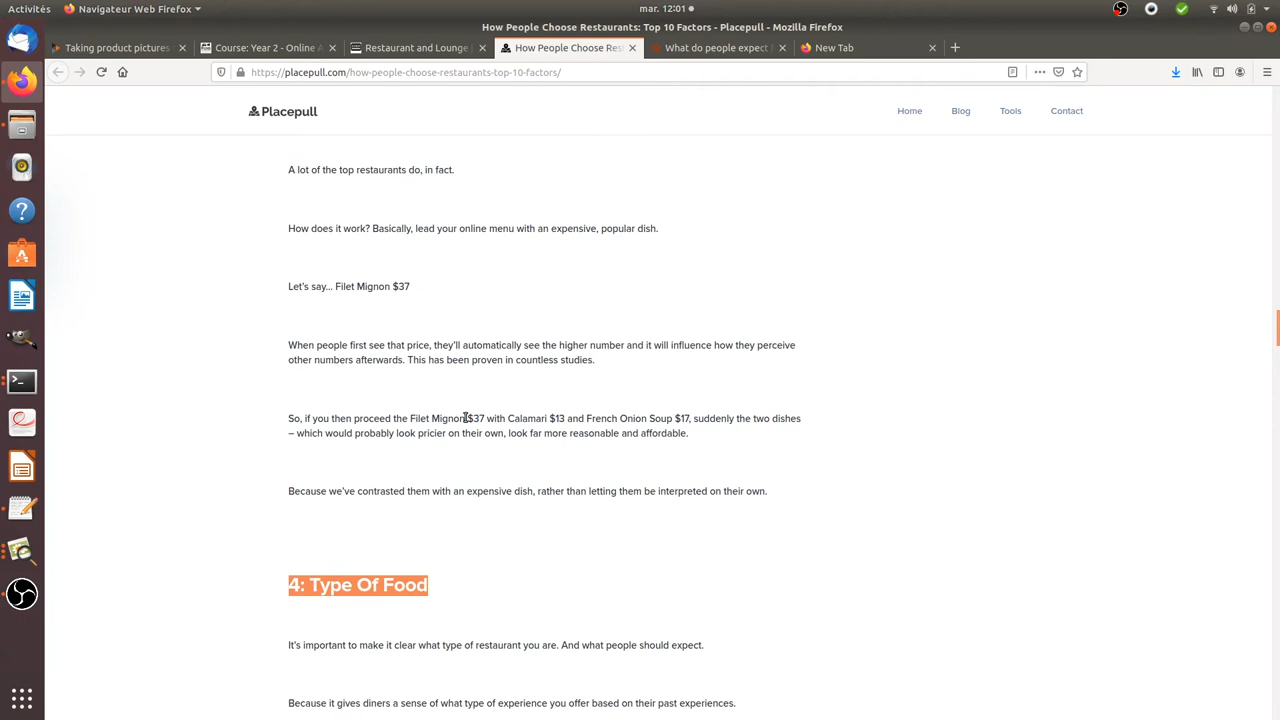 Activités
Navigateur Web Firefox
mar. 12:01
How People Choose Restaurants: Top 10 Factors - Placepull - Mozilla Firefox
Taking product pictures
Course: Year 2 - Online A
Restaurant and Lounge
How People Choose Res
What do people expect
New Tab
https://placepull.com/how-people-choose-restaurants-top-10-factors/
Placepull
Home
Blog
Tools
Contact
A lot of the top restaurants do, in fact.
How does it work? Basically, lead your online menu with an expensive, popular dish.
Let's say... Filet Mignon $37
When people first see that price, they'll automatically see the higher number and it will influence how they perceive
other numbers afterwards. This has been proven in countless studies.
So, if you then proceed the Filet Mignon $37 with Calamari $13 and French Onion Soup $17, suddenly the two dishes
– which would probably look pricier on their own, look far more reasonable and affordable.
Because we've contrasted them with an expensive dish, rather than letting them be interpreted on their own.
4: Type Of Food
It's important to make it clear what type of restaurant you are. And what people should expect.
Because it gives diners a sense of what type of experience you offer based on their past experiences.